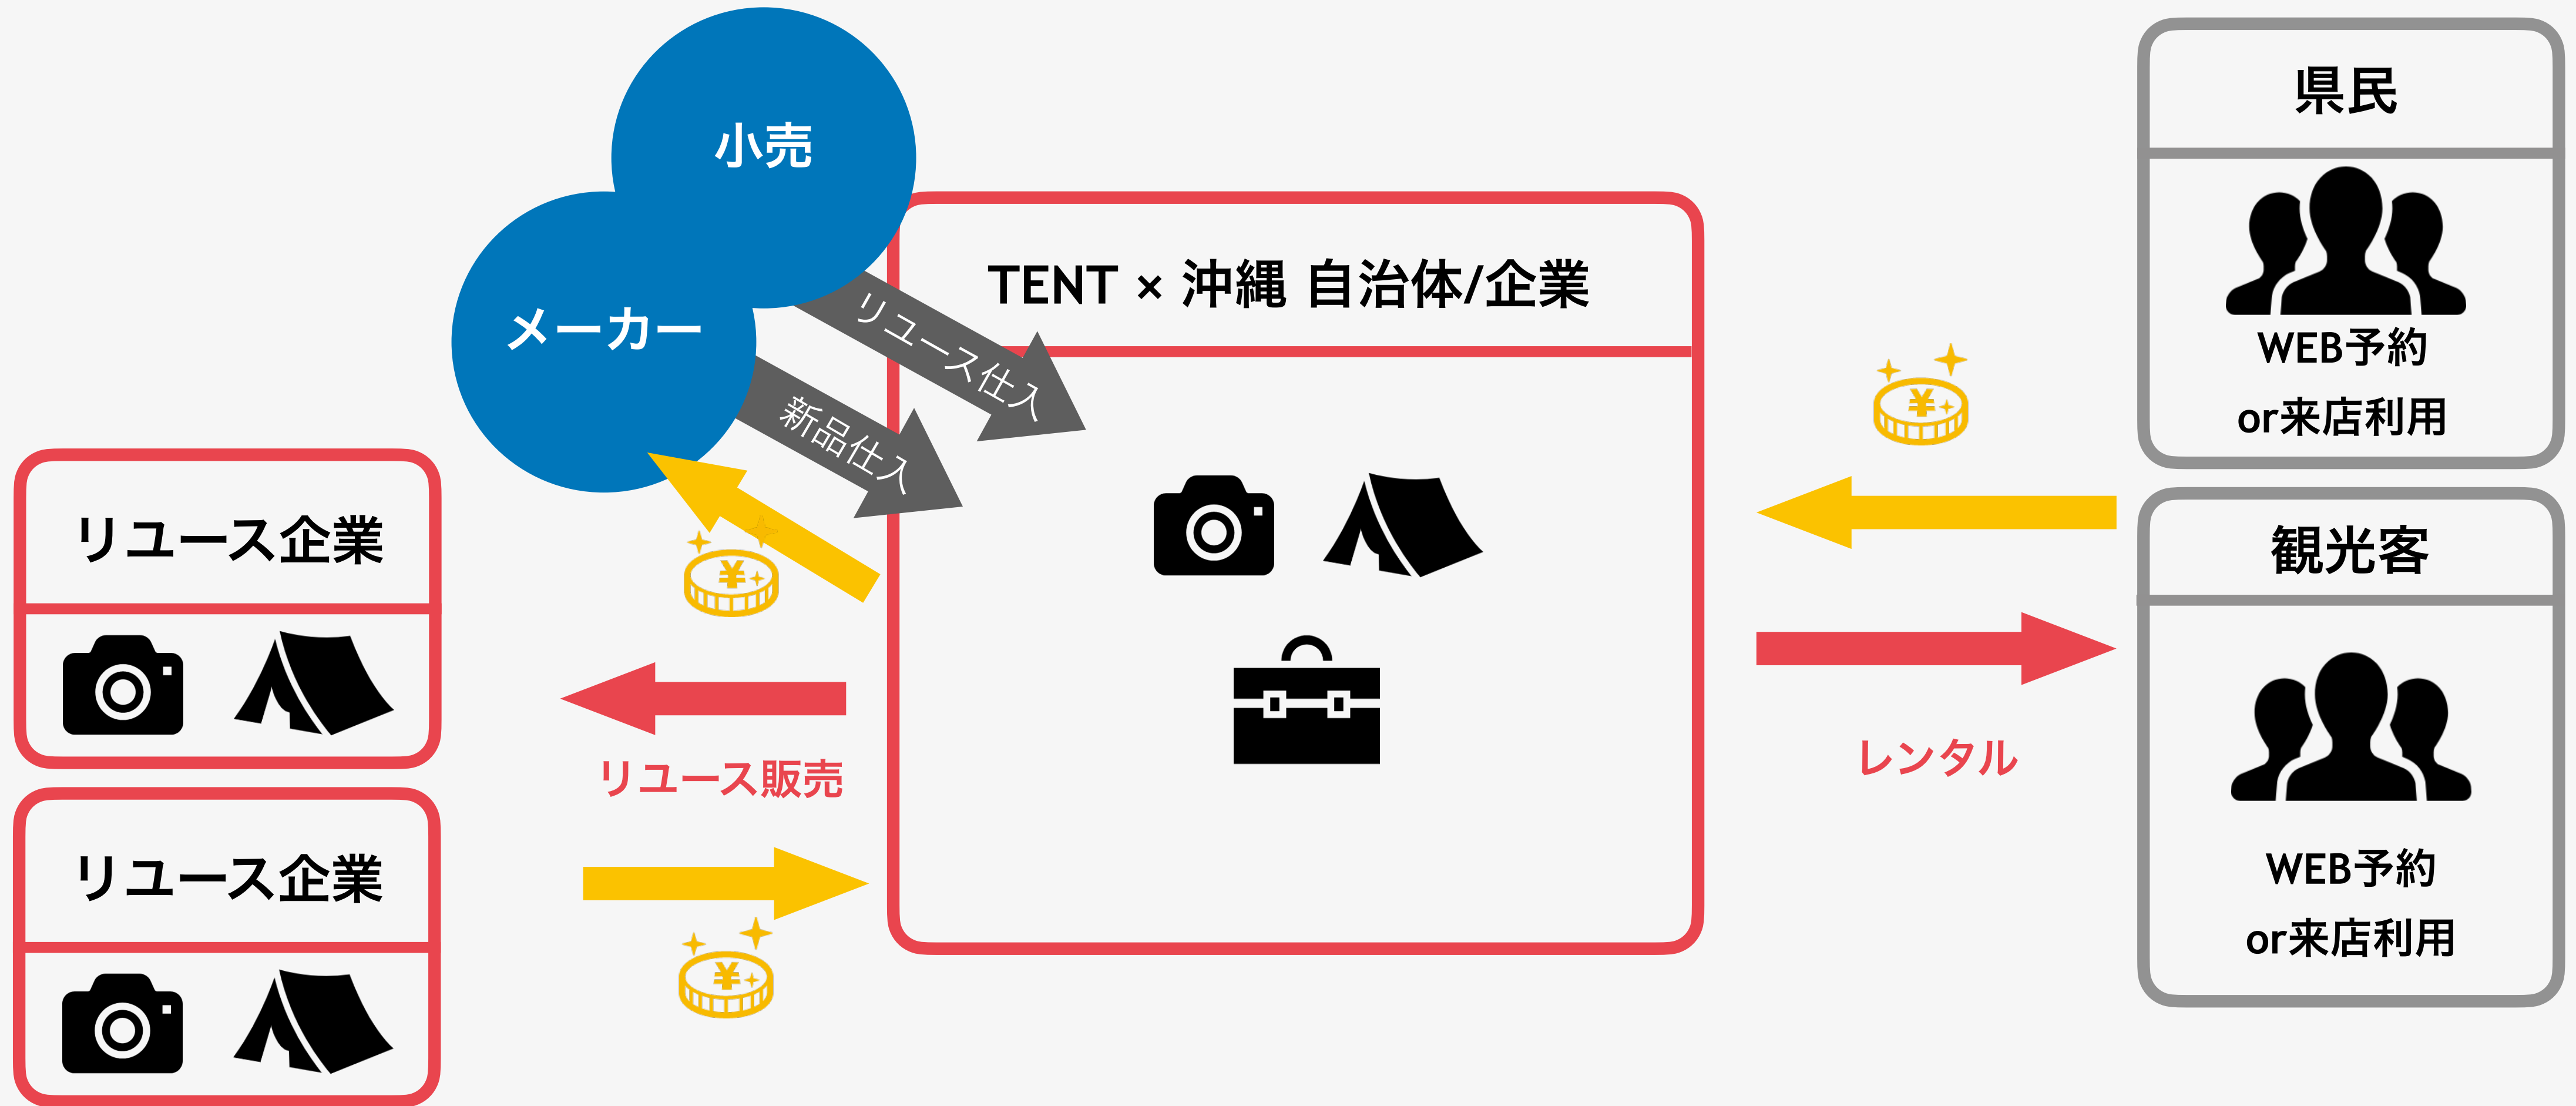 小売
メーカー
リユース仕入
新品仕入
TENT × 沖縄 自治体/企業
県民
WEB予約
or来店利用
¥
観光客
WEB予約
or来店利用
レンタル
リユース企業
¥
リユース販売
リユース企業
¥